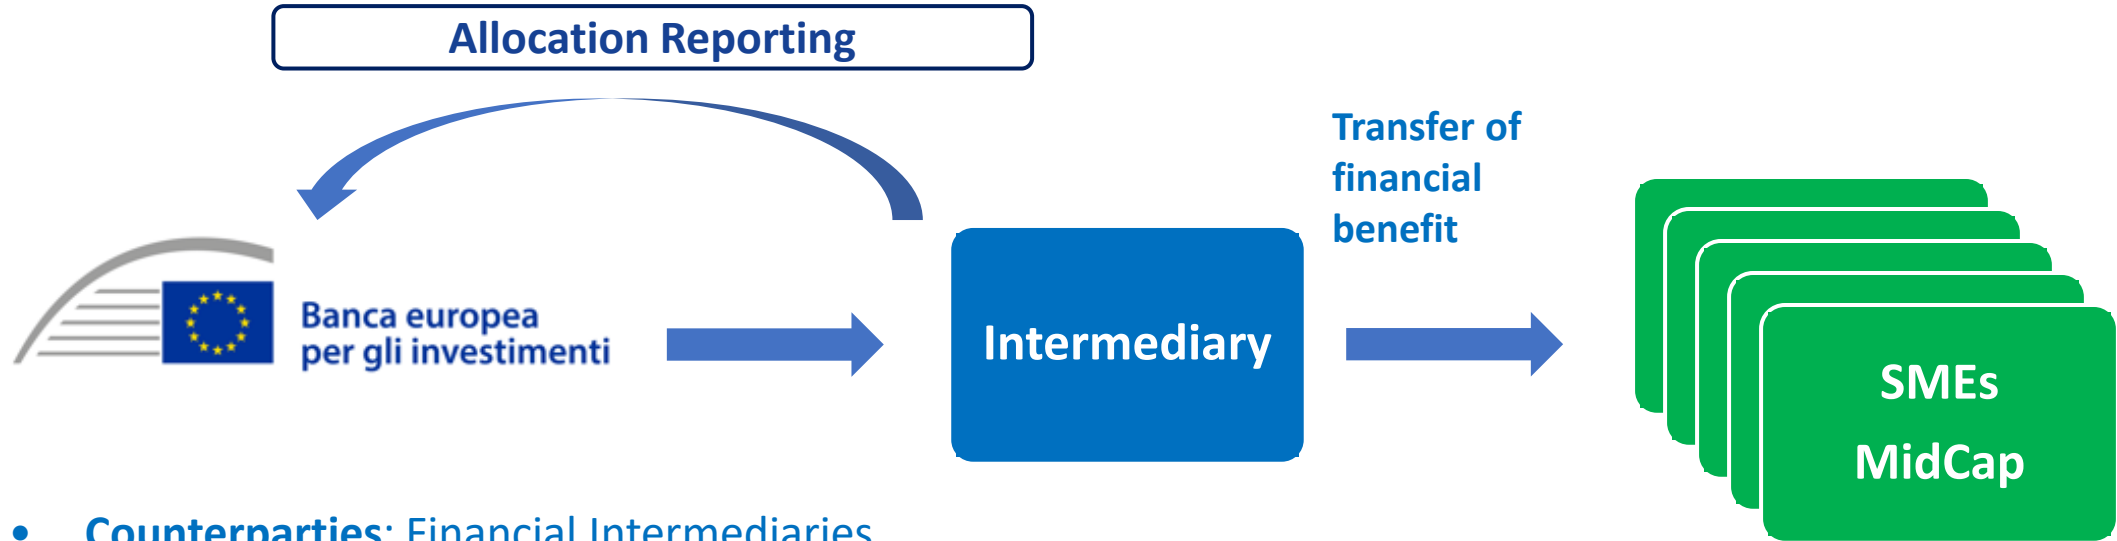 Allocation Reporting
Transfer of
financial
benefit
Banca europea
per gli investimenti
Intermediary
SMEs
MidCap
• Counterparties: Financial Intermediaries